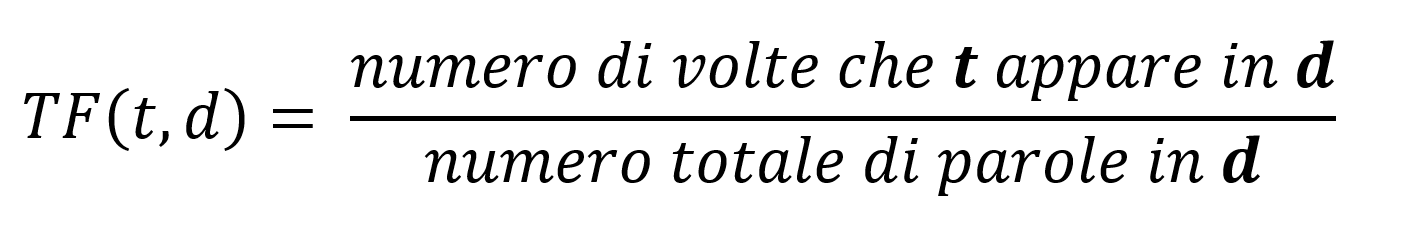 TF(t, d) =
numero di volte che t appare in d
numero totale di parole in d